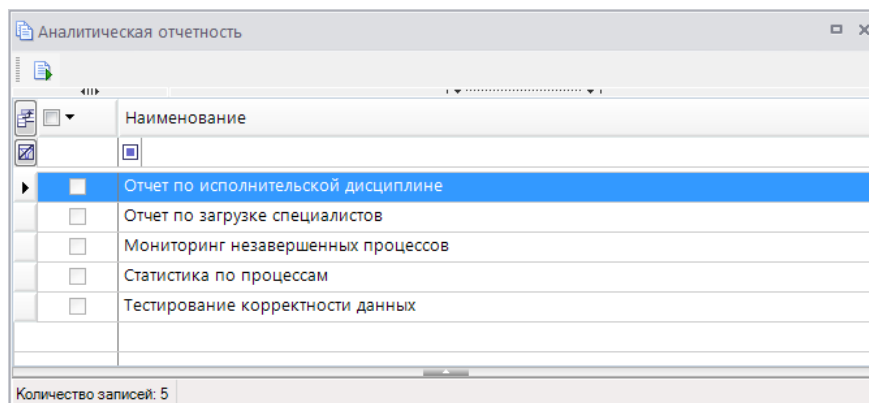 Аналитическая отчетность
Наименование
Отчет по исполнительской дисциплине
Отчет по загрузке специалистов
Мониторинг незавершенных процессов
Статистика по процессам
Тестирование корректности данных
Количество записей: 5